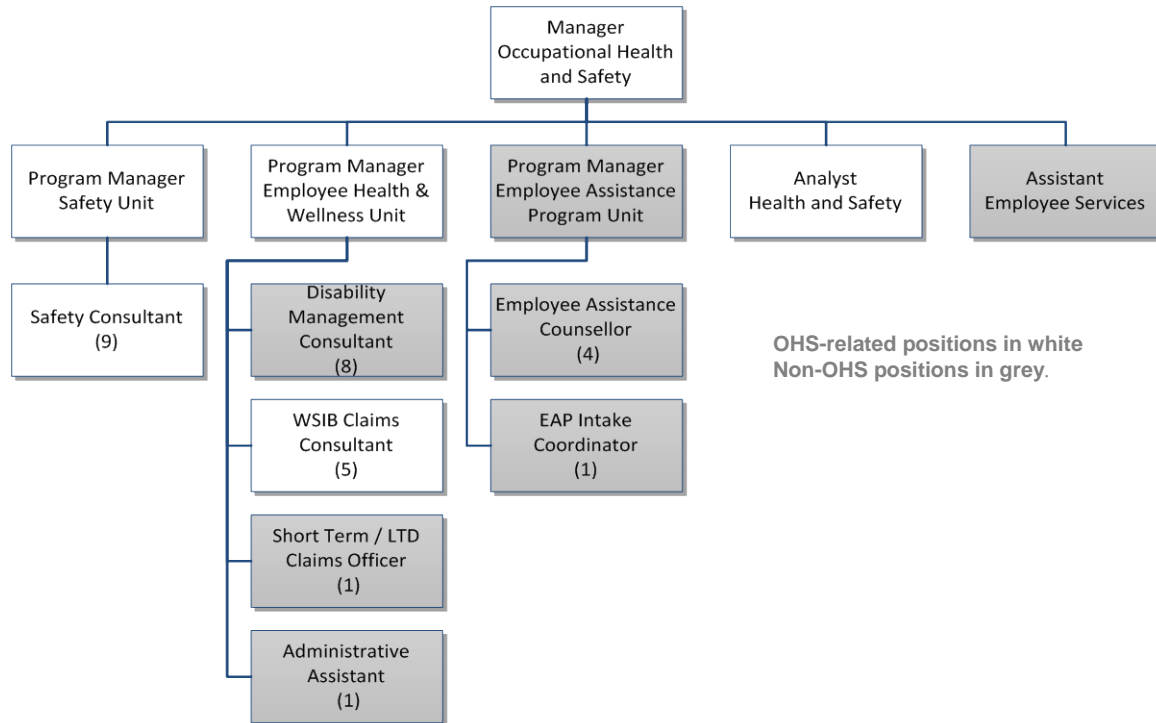 Manager
Occupational Health
and Safety
Program Manager
Safety Unit
Program Manager
Employee Health &
Wellness Unit
Program Manager
Employee Assistance
Program Unit
Analyst
Health and Safety
Assistant
Employee Services
Safety Consultant
(9)
Disability
Management
Consultant
(8)
WSIB Claims
Consultant
(5)
Short Term / LTD
Claims Officer
(1)
Administrative
Assistant
(1)
Employee Assistance
Counsellor
(4)
EAP Intake
Coordinator
(1)
OHS-related positions in white
Non-OHS positions in grey.